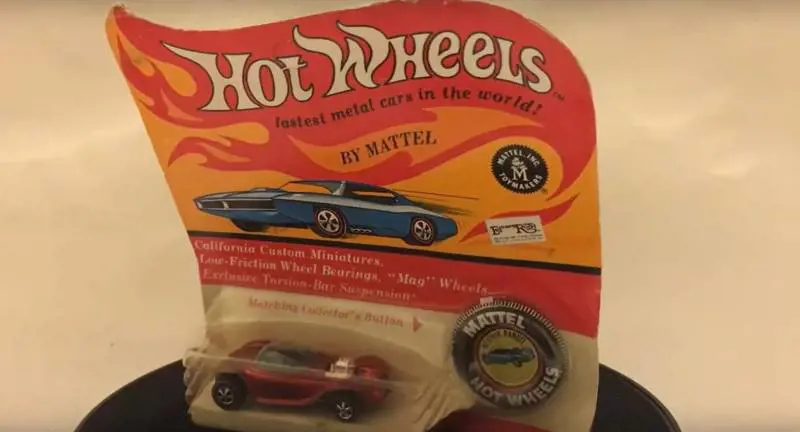 HOT WHEELS
TM
fastest metal cars in the world!
BY MATTEL
MATTEL, INC.
M
TOYMAKERS
®
California Custom Miniatures,
Low-Friction Wheel Bearings, "Mag" Wheels,
Exclusive Torsion-Bar Suspension
Matching Collector's Button
MATTEL
HOT WHEELS